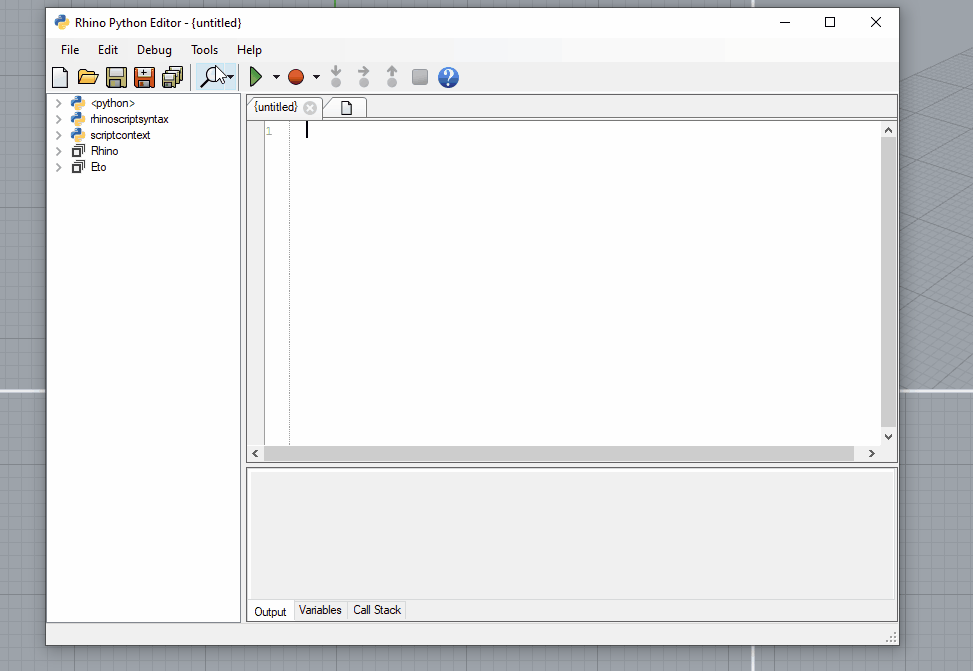 Rhino Python Editor - {untitled}
File Edit Debug Tools Help
<python>
rhinoscriptsyntax
scriptcontext
Rhino
Eto
{untitled}
1
Output Variables Call Stack